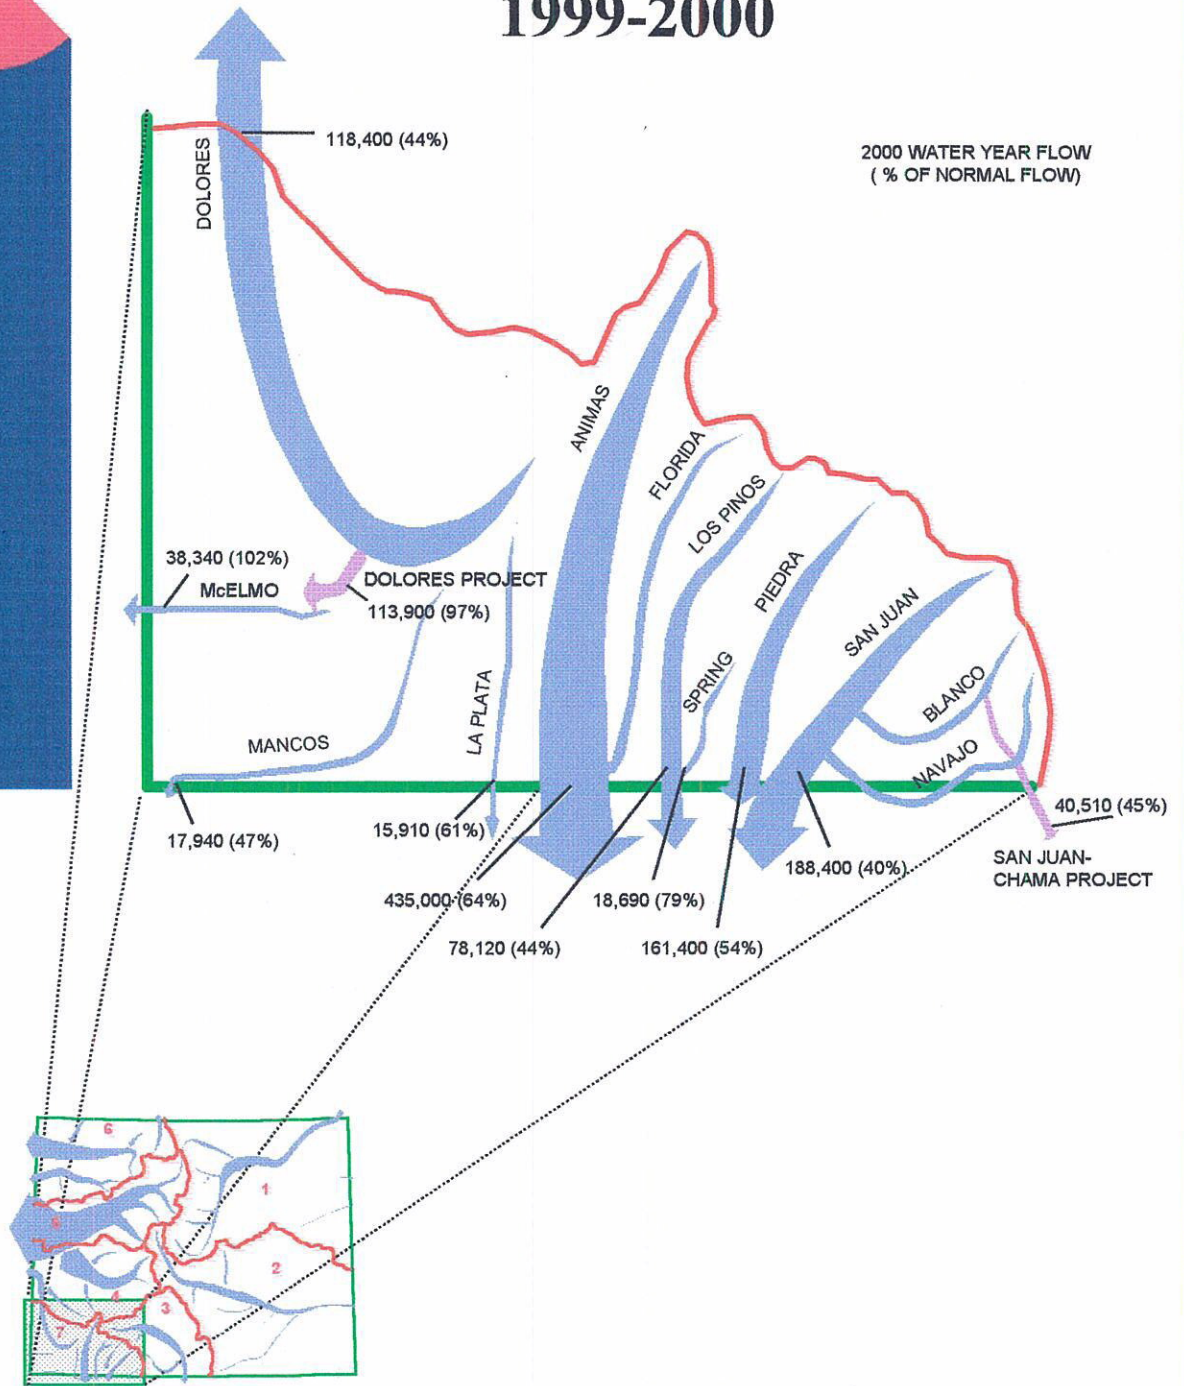 1999-2000
118,400 (44%)
2000 WATER YEAR FLOW
( % OF NORMAL FLOW)
DOLORES
ANIMAS
FLORIDA
LOS PINOS
38,340 (102%)
McELMO
DOLORES PROJECT
113,900 (97%)
PIEDRA
SAN JUAN
SPRING
BLANCO
LA PLATA
MANCOS
NAVAJO
17,940 (47%)
15,910 (61%)
435,000 (64%)
78,120 (44%)
18,690 (79%)
161,400 (54%)
188,400 (40%)
40,510 (45%)
SAN JUAN-
CHAMA PROJECT
6
1
5
2
4
3
7